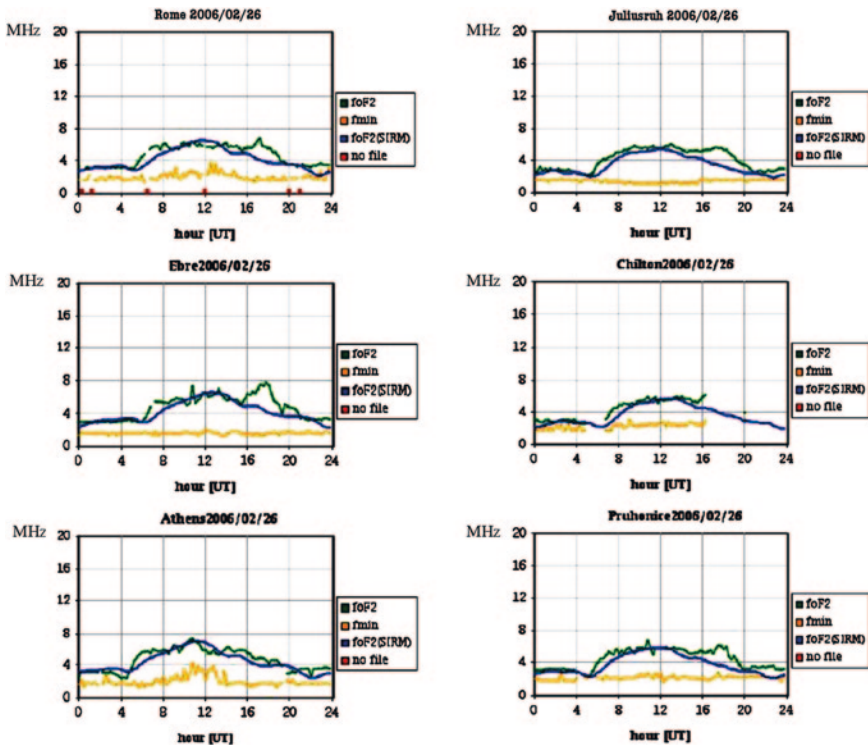 Rome 2006/02/26
MHz
20
16
12
8
4
0
0 4 8 12 16 20 24
hour [UT]
foF2
fmin
foF2(SIRM)
no file
Juliusruh 2006/02/26
MHz
20
16
12
8
4
0
0 4 8 12 16 20 24
hour [UT]
foF2
fmin
foF2(SIRM)
no file
Ebre2006/02/26
MHz
20
16
12
8
4
0
0 4 8 12 16 20 24
hour [UT]
foF2
fmin
foF2(SIRM)
no file
Chilton2006/02/26
MHz
20
16
12
8
4
0
0 4 8 12 16 20 24
hour [UT]
foF2
fmin
foF2(SIRM)
no file
Athens2006/02/26
MHz
20
16
12
8
4
0
0 4 8 12 16 20 24
hour [UT]
foF2
fmin
foF2(SIRM)
no file
Pruhonice2006/02/26
MHz
20
16
12
8
4
0
0 4 8 12 16 20 24
hour [UT]
foF2
fmin
foF2(SIRM)
no file